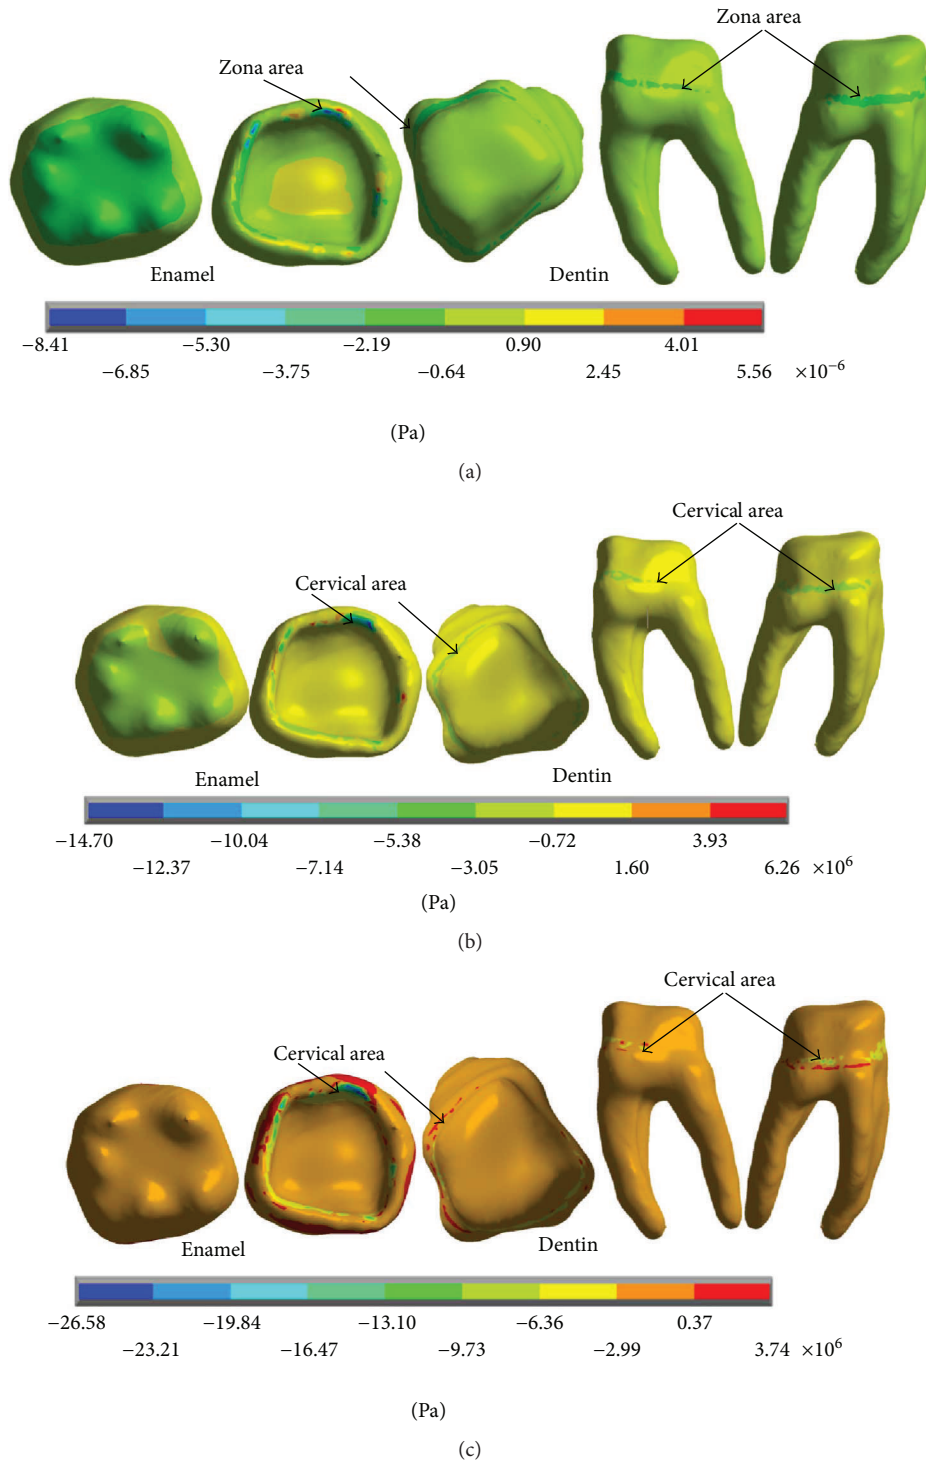 Zona area
Zona area
Enamel
Dentin
−8.41 −5.30 −2.19 0.90 4.01
−6.85 −3.75 −0.64 2.45 5.56 ×10−6
(Pa)
(a)
Cervical area
Cervical area
Enamel
Dentin
−14.70 −10.04 −5.38 −0.72 3.93
−12.37 −7.14 −3.05 1.60 6.26 ×10⁶
(Pa)
(b)
Cervical area
Cervical area
Enamel
Dentin
−26.58 −19.84 −13.10 −6.36 0.37
−23.21 −16.47 −9.73 −2.99 3.74 ×10⁶
(Pa)
(c)